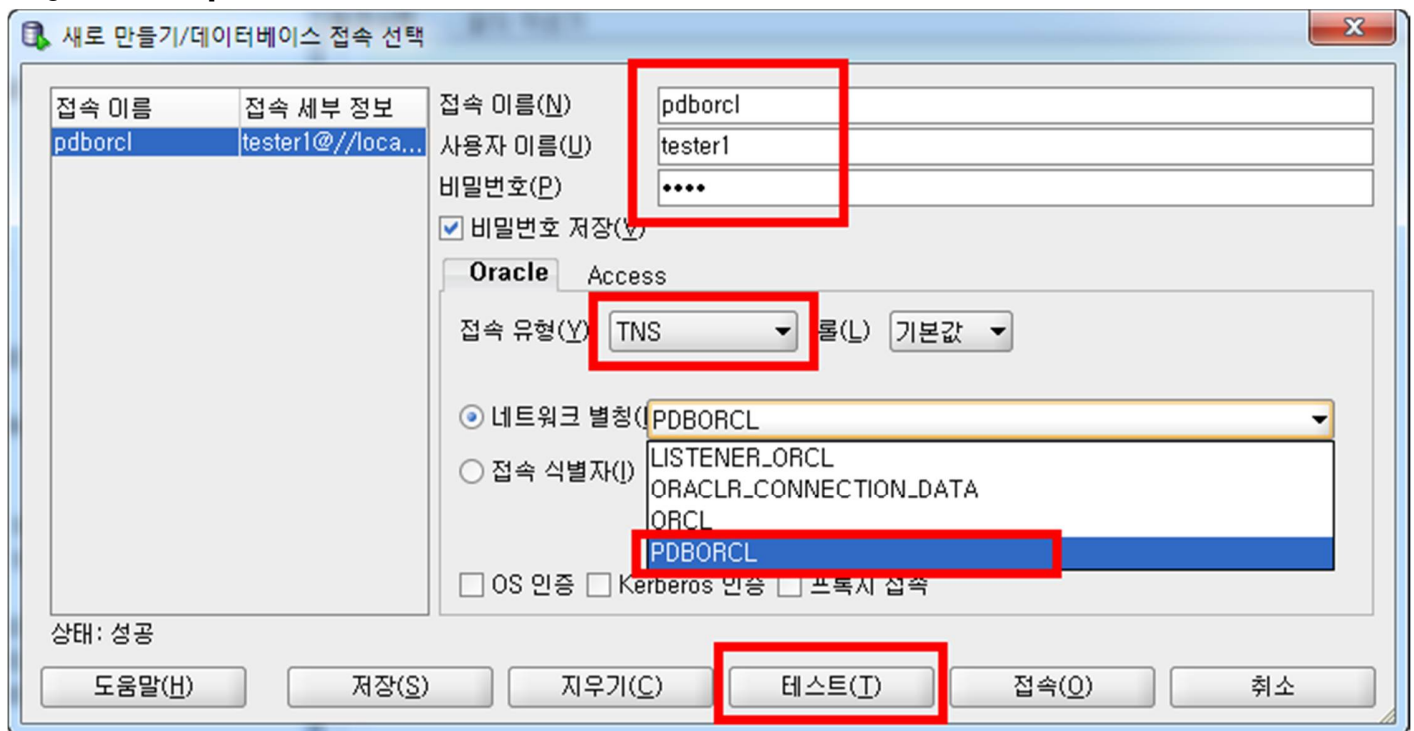 새로 만들기/데이터베이스 접속 선택
접속 이름 접속 세부 정보
pdborcl tester1@//loca...
접속 이름(N) pdborcl
사용자 이름(U) tester1
비밀번호(P) ••••
비밀번호 저장(V)
Oracle Access
접속 유형(Y) TNS 롤(L) 기본값
네트워크 별칭( PDBORCL
접속 식별자(I)
LISTENER_ORCL
ORACLR_CONNECTION_DATA
ORCL
PDBORCL
OS 인증 Kerberos 인증 프록시 접속
상태: 성공
도움말(H) 저장(S) 지우기(C) 테스트(T) 접속(O) 취소